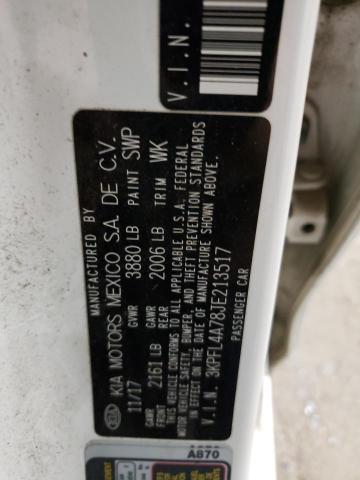 V.I.N.
MANUFACTURED BY
KIA KIA MOTORS MEXICO S.A. DE C.V.
11/17 GVWR 3880 LB PAINT SWP
GAWR FRONT 2161 LB GAWR REAR 2006 LB TRIM WK
THIS VEHICLE CONFORMS TO ALL APPLICABLE U.S.A. FEDERAL
MOTOR VEHICLE SAFETY, BUMPER, AND THEFT PREVENTION STANDARDS
IN EFFECT ON THE DATE OF MANUFACTURE SHOWN ABOVE.
V.I.N. 3KPFL4A78JE213517
PASSENGER CAR
A870